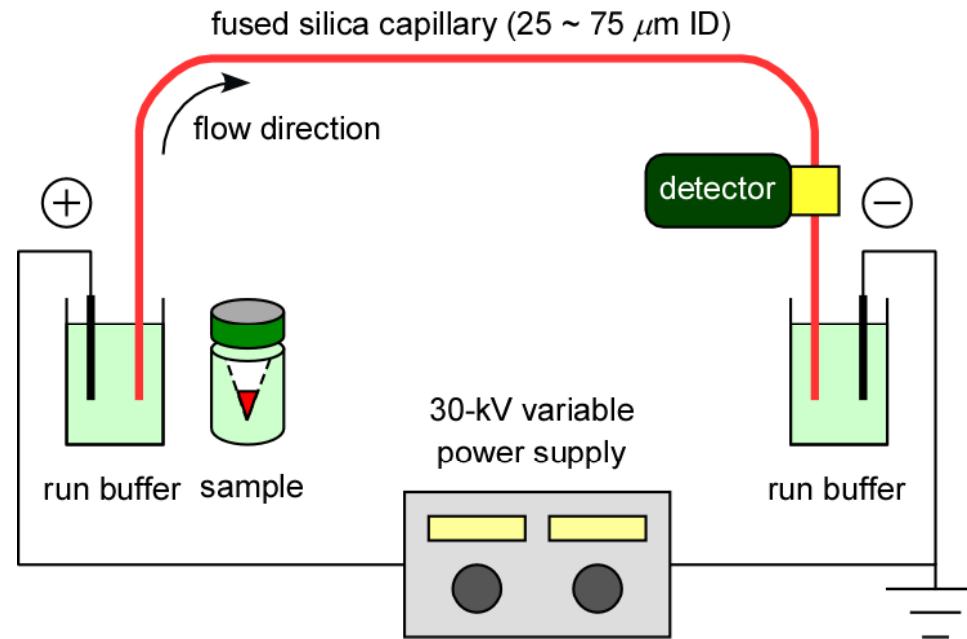 fused silica capillary (25 ~ 75 μm ID)
flow direction
detector
+
−
30-kV variable
power supply
run buffer
sample
run buffer